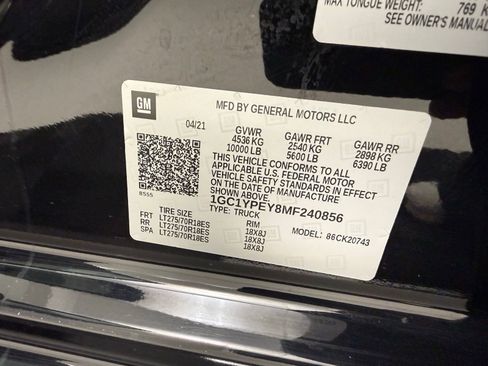 MAX TONGUE WEIGHT: 769 K
SEE OWNER'S MANUAL
GM
MFD BY GENERAL MOTORS LLC
04/21 GVWR GAWR FRT GAWR RR
4536 KG 2540 KG 2898 KG
10000 LB 5600 LB 6390 LB
THIS VEHICLE CONFORMS TO ALL
APPLICABLE U.S. FEDERAL MOTOR
VEHICLE SAFETY STANDARDS IN EFFECT ON
THE DATE OF MANUFACTURE SHOWN ABOVE.
8555
1GC1YPEY8MF240856
TYPE: TRUCK MODEL: 86CK20743
TIRE SIZE RIM
FRT LT275/70R18ES 18X8J
RR LT275/70R18ES 18X8J
SPA LT275/70R18ES 18X8J